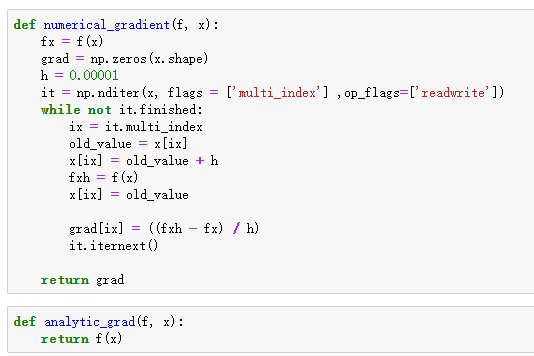 def numerical_gradient(f, x):
    fx = f(x)
    grad = np.zeros(x.shape)
    h = 0.00001
    it = np.nditer(x, flags = ['multi_index'] ,op_flags=['readwrite'])
    while not it.finished:
        ix = it.multi_index
        old_value = x[ix]
        x[ix] = old_value + h
        fxh = f(x)
        x[ix] = old_value

        grad[ix] = ((fxh - fx) / h)
        it.iternext()

    return grad

def analytic_grad(f, x):
    return f(x)